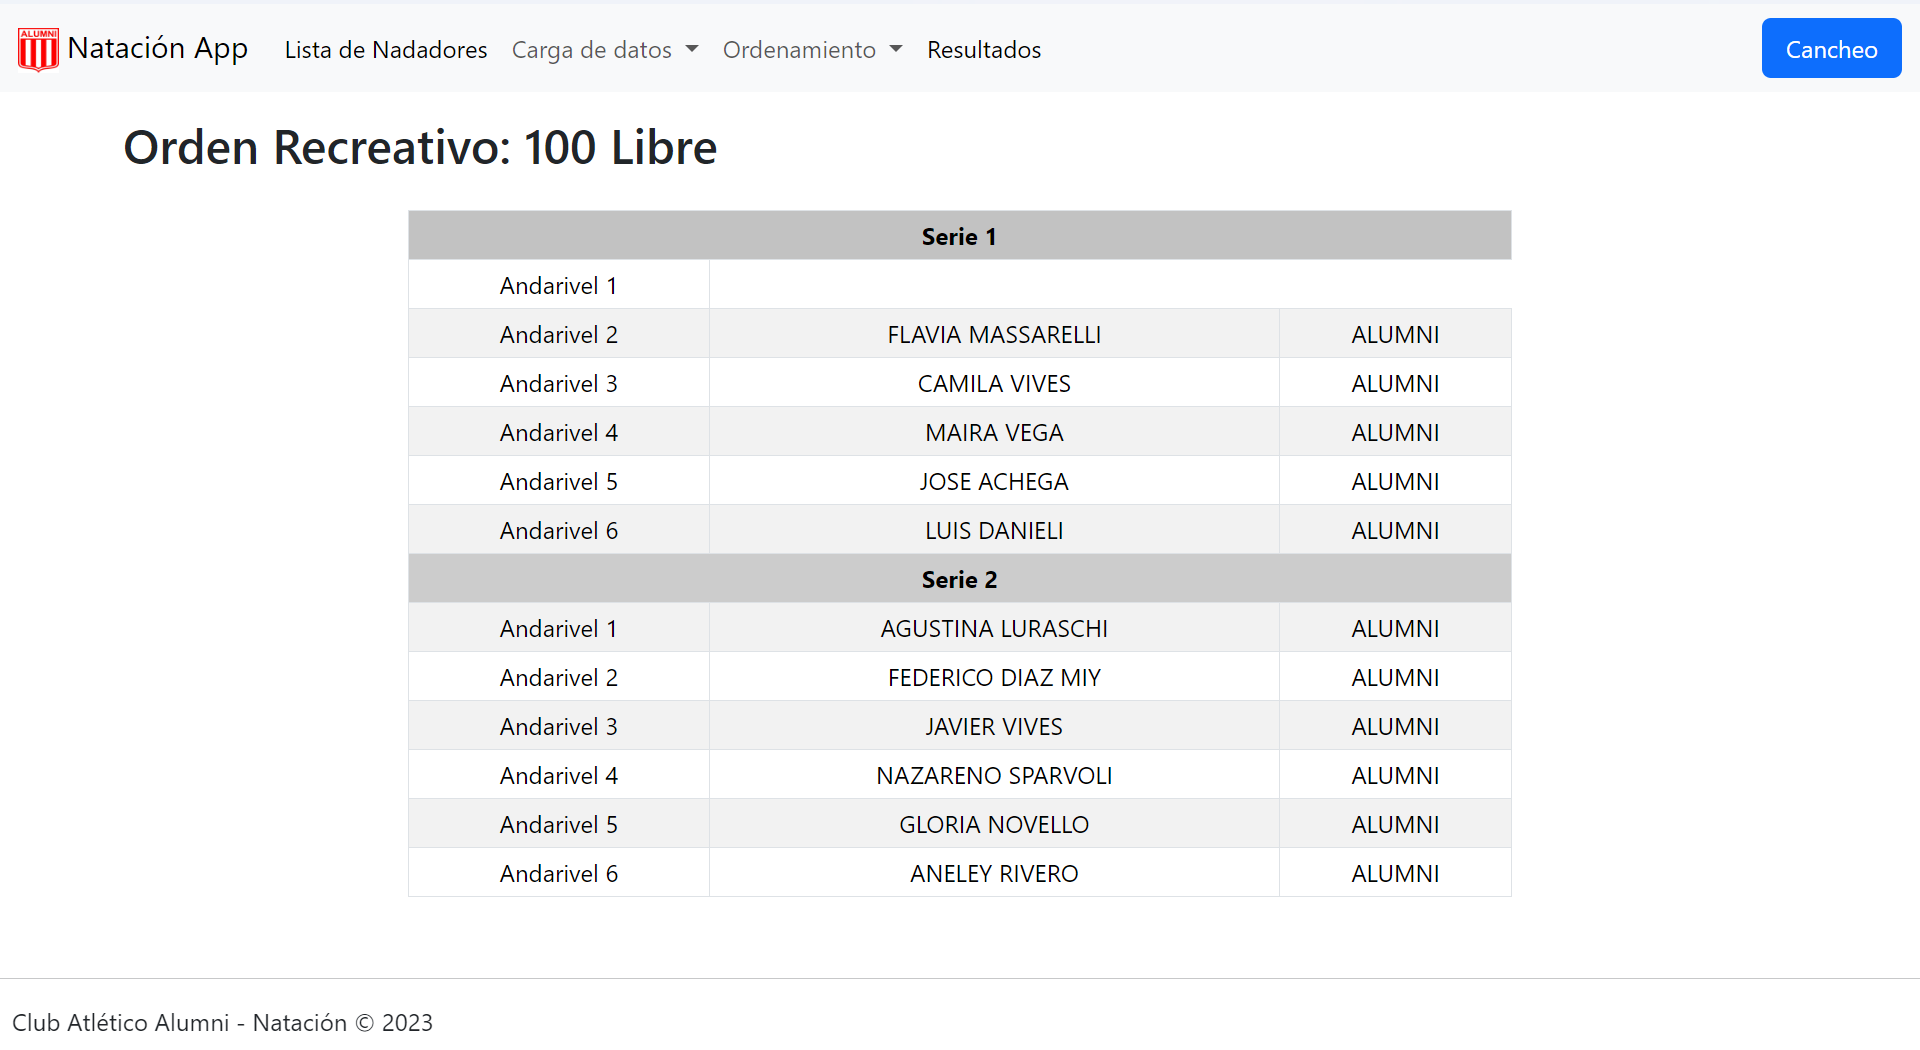 ALUMNI
Natación App Lista de Nadadores Carga de datos Ordenamiento Resultados Cancheo
Orden Recreativo: 100 Libre
Serie 1
Andarivel 1
Andarivel 2 FLAVIA MASSARELLI ALUMNI
Andarivel 3 CAMILA VIVES ALUMNI
Andarivel 4 MAIRA VEGA ALUMNI
Andarivel 5 JOSE ACHEGA ALUMNI
Andarivel 6 LUIS DANIELI ALUMNI
Serie 2
Andarivel 1 AGUSTINA LURASCHI ALUMNI
Andarivel 2 FEDERICO DIAZ MIY ALUMNI
Andarivel 3 JAVIER VIVES ALUMNI
Andarivel 4 NAZARENO SPARVOLI ALUMNI
Andarivel 5 GLORIA NOVELLO ALUMNI
Andarivel 6 ANELEY RIVERO ALUMNI
Club Atlético Alumni - Natación © 2023